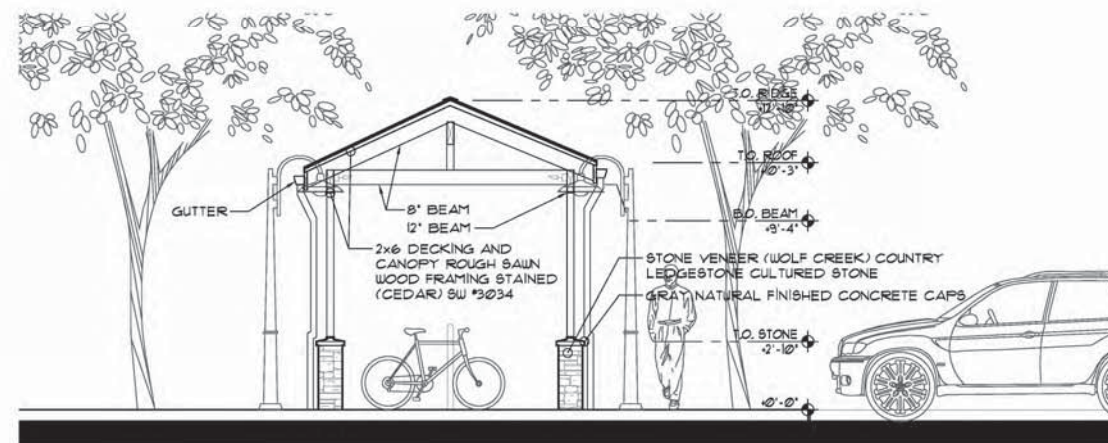 T.O. RIDGE
+12'-10"
T.O. ROOF
+10'-3"
B.O. BEAM
+9'-4"
GUTTER
8" BEAM
12" BEAM
2x6 DECKING AND
CANOPY ROUGH SAWN
WOOD FRAMING STAINED
(CEDAR) SW #3034
STONE VENEER (WOLF CREEK) COUNTRY
LEDGESTONE CULTURED STONE
GRAY NATURAL FINISHED CONCRETE CAPS
T.O. STONE
+2'-10"
+0'-0"